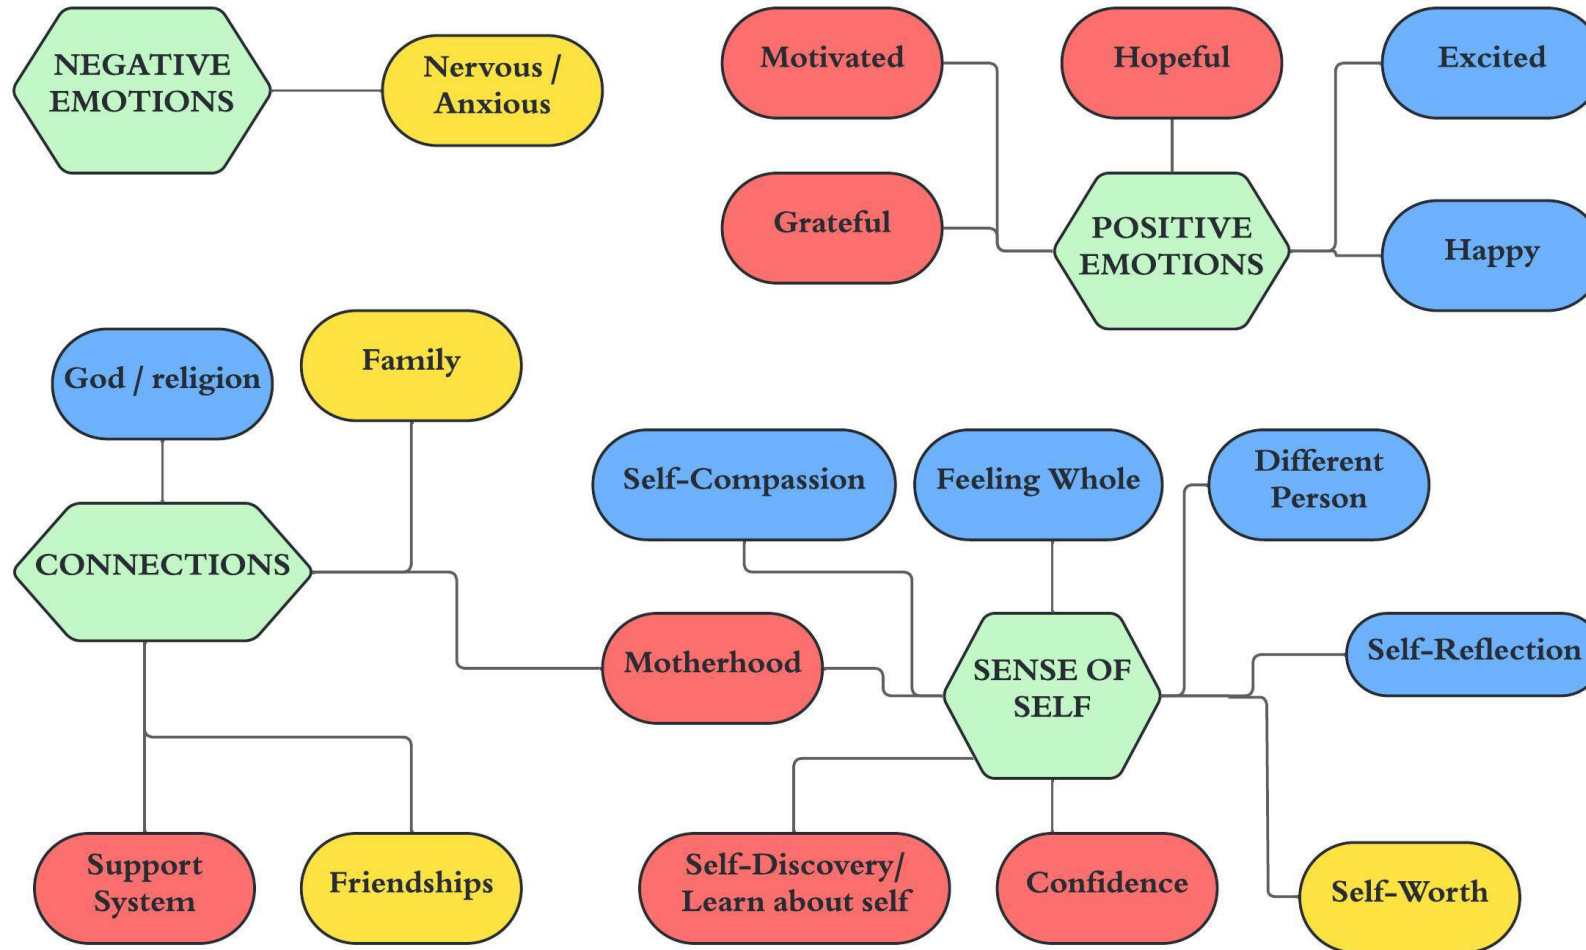 NEGATIVE
EMOTIONS
Nervous /
Anxious
Motivated
Hopeful
Excited
Grateful
POSITIVE
EMOTIONS
Happy
God / religion
Family
CONNECTIONS
Self-Compassion
Feeling Whole
Different
Person
Motherhood
SENSE OF
SELF
Self-Reflection
Support
System
Friendships
Self-Discovery/
Learn about self
Confidence
Self-Worth